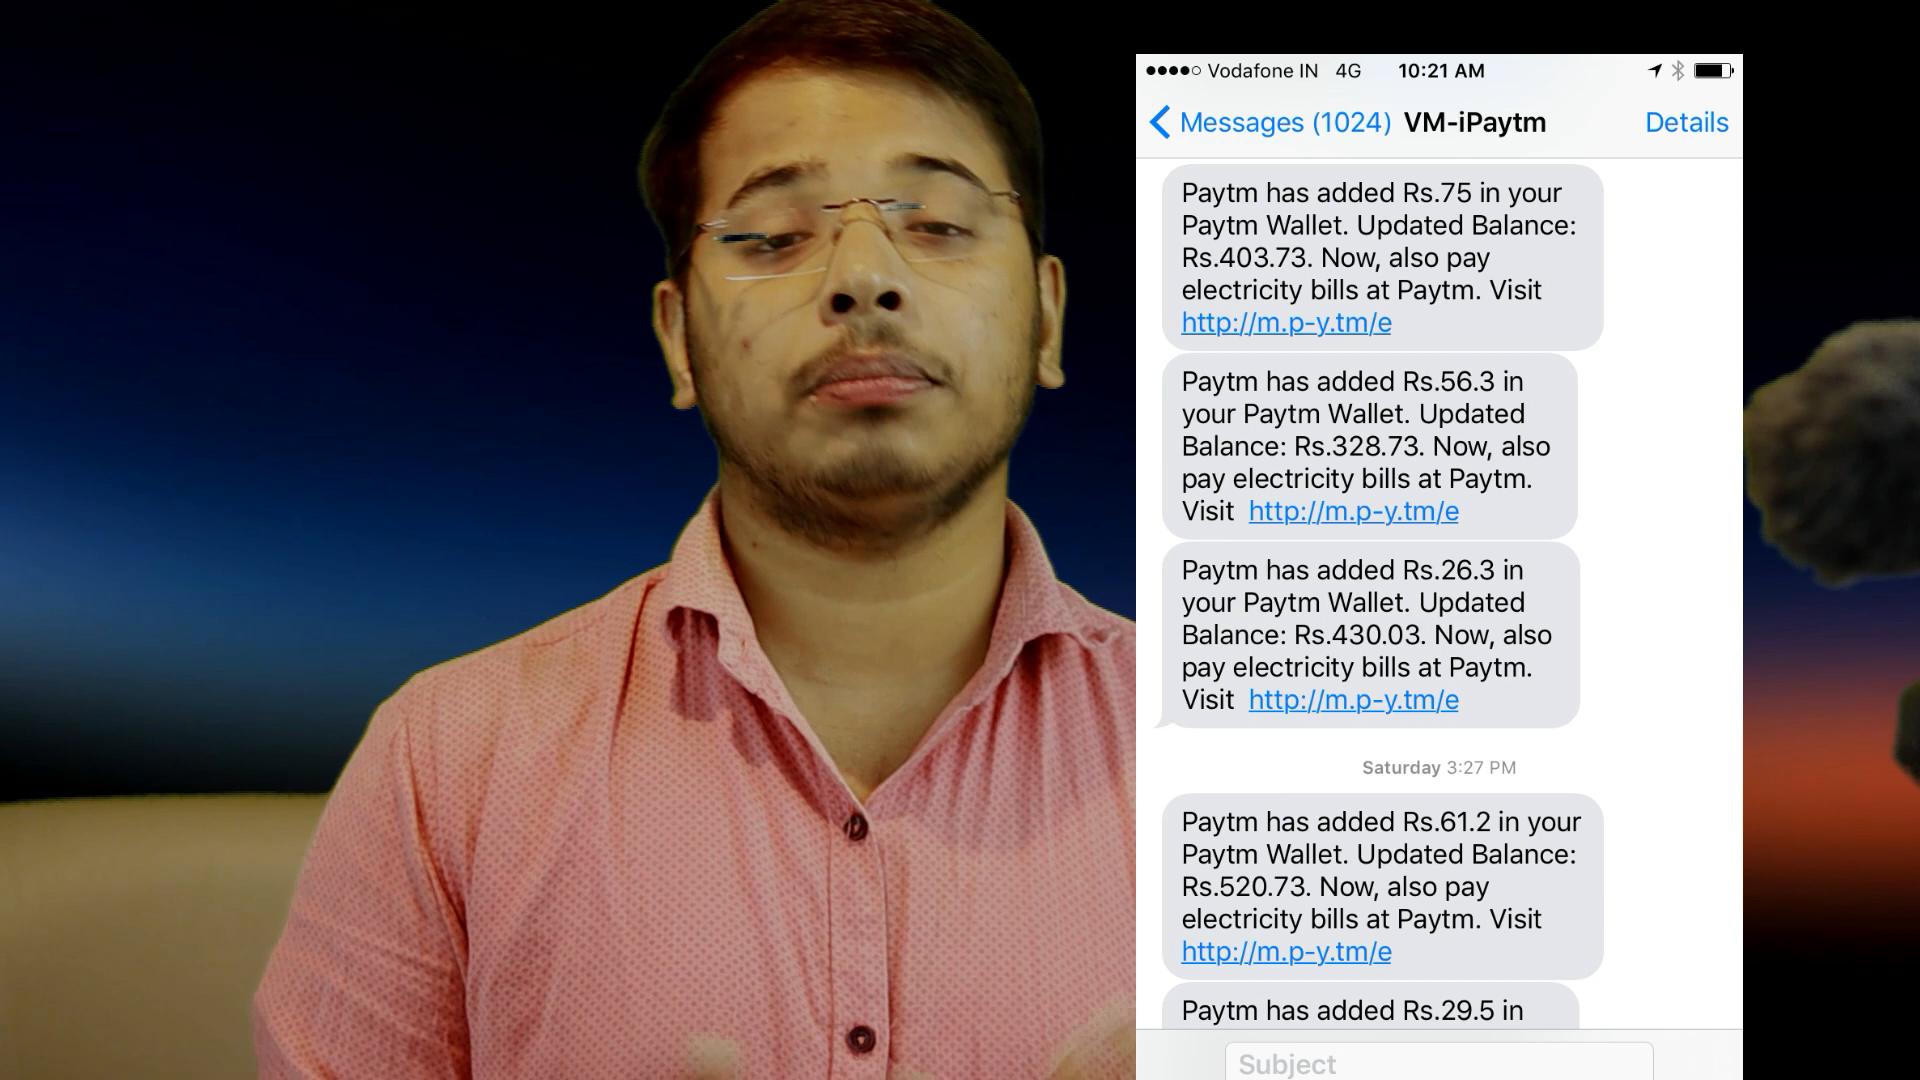 Vodafone IN 4G 10:21 AM
Messages (1024) VM-iPaytm Details
Paytm has added Rs.75 in your
Paytm Wallet. Updated Balance:
Rs.403.73. Now, also pay
electricity bills at Paytm. Visit
http://m.p-y.tm/e
Paytm has added Rs.56.3 in
your Paytm Wallet. Updated
Balance: Rs.328.73. Now, also
pay electricity bills at Paytm.
Visit http://m.p-y.tm/e
Paytm has added Rs.26.3 in
your Paytm Wallet. Updated
Balance: Rs.430.03. Now, also
pay electricity bills at Paytm.
Visit http://m.p-y.tm/e
Saturday 3:27 PM
Paytm has added Rs.61.2 in your
Paytm Wallet. Updated Balance:
Rs.520.73. Now, also pay
electricity bills at Paytm. Visit
http://m.p-y.tm/e
Paytm has added Rs.29.5 in
Subject